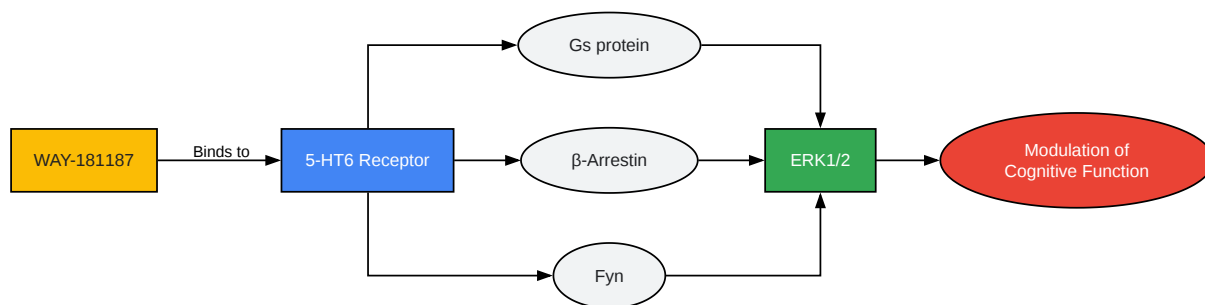 Gs protein
WAY-181187
Binds to
5-HT6 Receptor
β-Arrestin
ERK1/2
Modulation of
Cognitive Function
Fyn